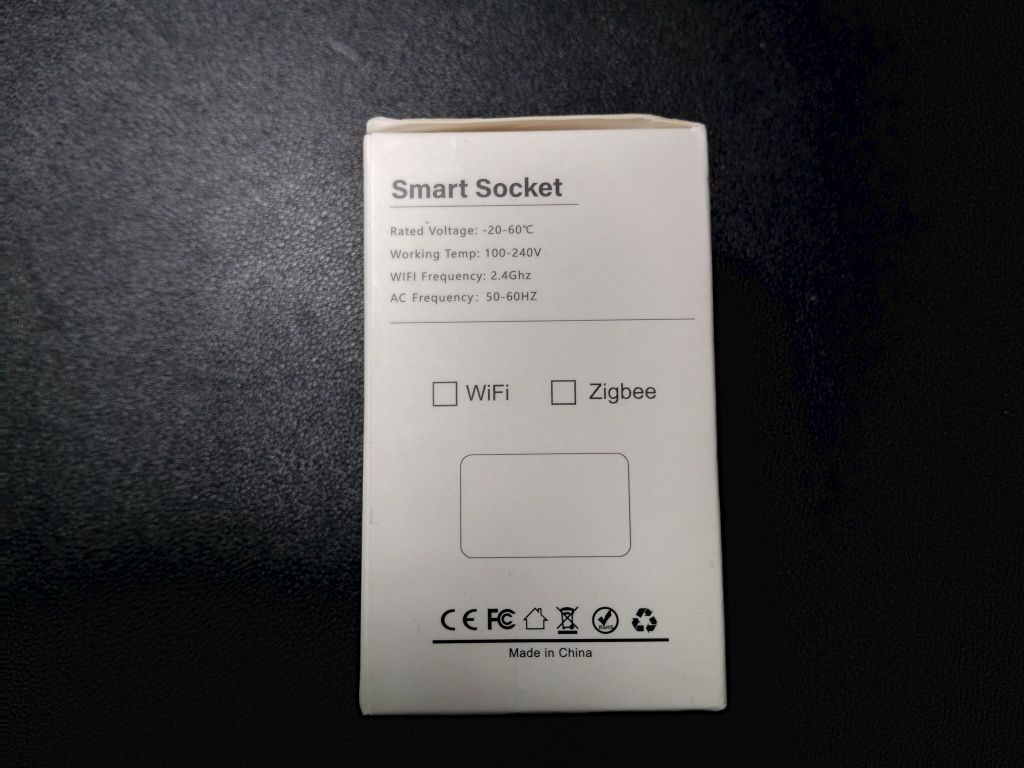 Smart Socket
Rated Voltage: -20-60℃
Working Temp: 100-240V
WIFI Frequency: 2.4Ghz
AC Frequency: 50-60HZ
WiFi Zigbee
CE FC RoHS
Made in China